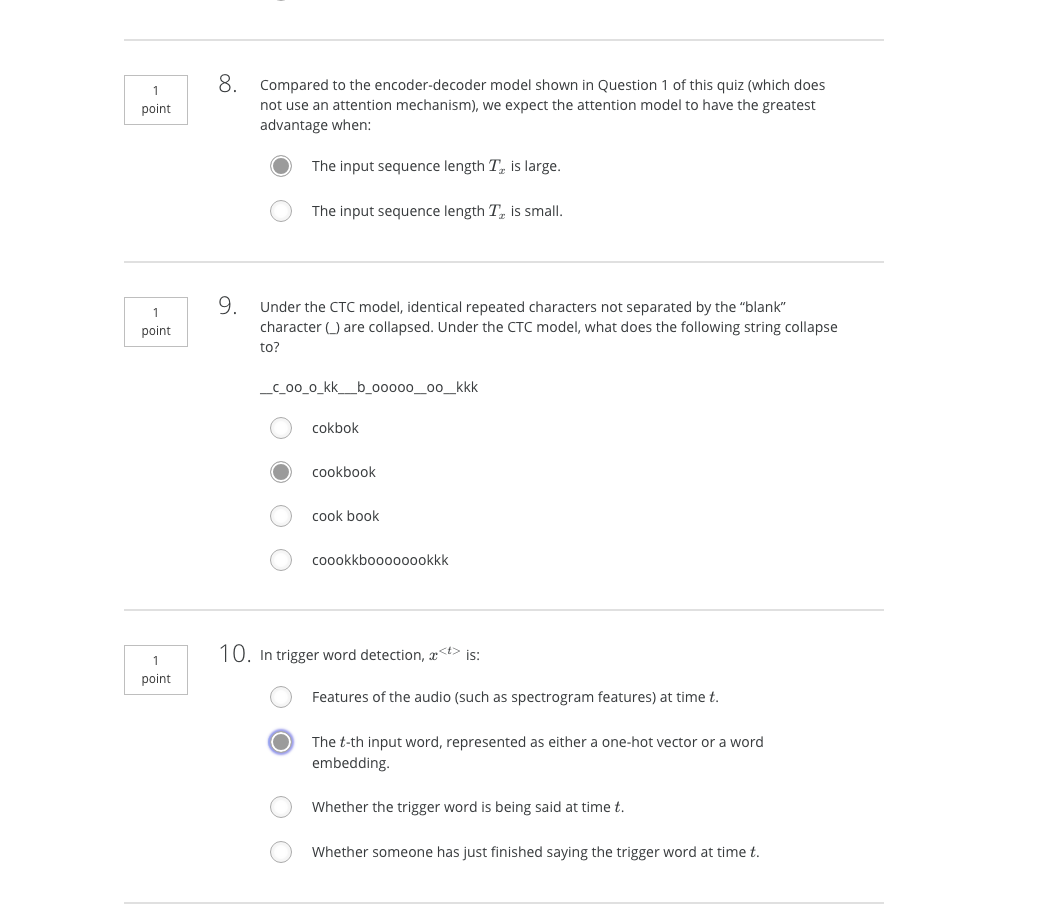 1
point
8.
Compared to the encoder-decoder model shown in Question 1 of this quiz (which does
not use an attention mechanism), we expect the attention model to have the greatest
advantage when:
The input sequence length Tₓ is large.
The input sequence length Tₓ is small.
1
point
9.
Under the CTC model, identical repeated characters not separated by the “blank”
character (_) are collapsed. Under the CTC model, what does the following string collapse
to?
__c_oo_o_kk___b_ooooo__oo__kkk
cokbok
cookbook
cook book
coookkboooooookkk
1
point
10.
In trigger word detection, x^<t> is:
Features of the audio (such as spectrogram features) at time t.
The t-th input word, represented as either a one-hot vector or a word
embedding.
Whether the trigger word is being said at time t.
Whether someone has just finished saying the trigger word at time t.